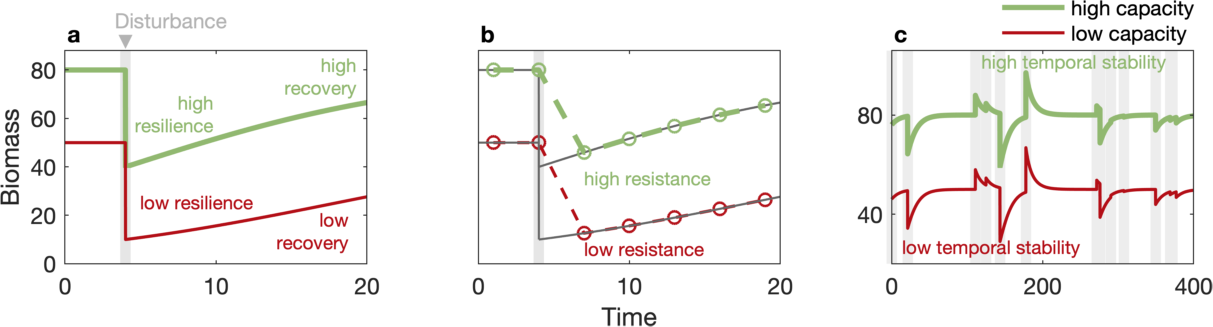 high capacity
low capacity
Disturbance
a
b
c
Biomass
80
60
40
20
0
high
recovery
high
resilience
low resilience
low
recovery
0
10
20
high resistance
low resistance
0
10
20
Time
high temporal stability
80
40
low temporal stability
0
200
400